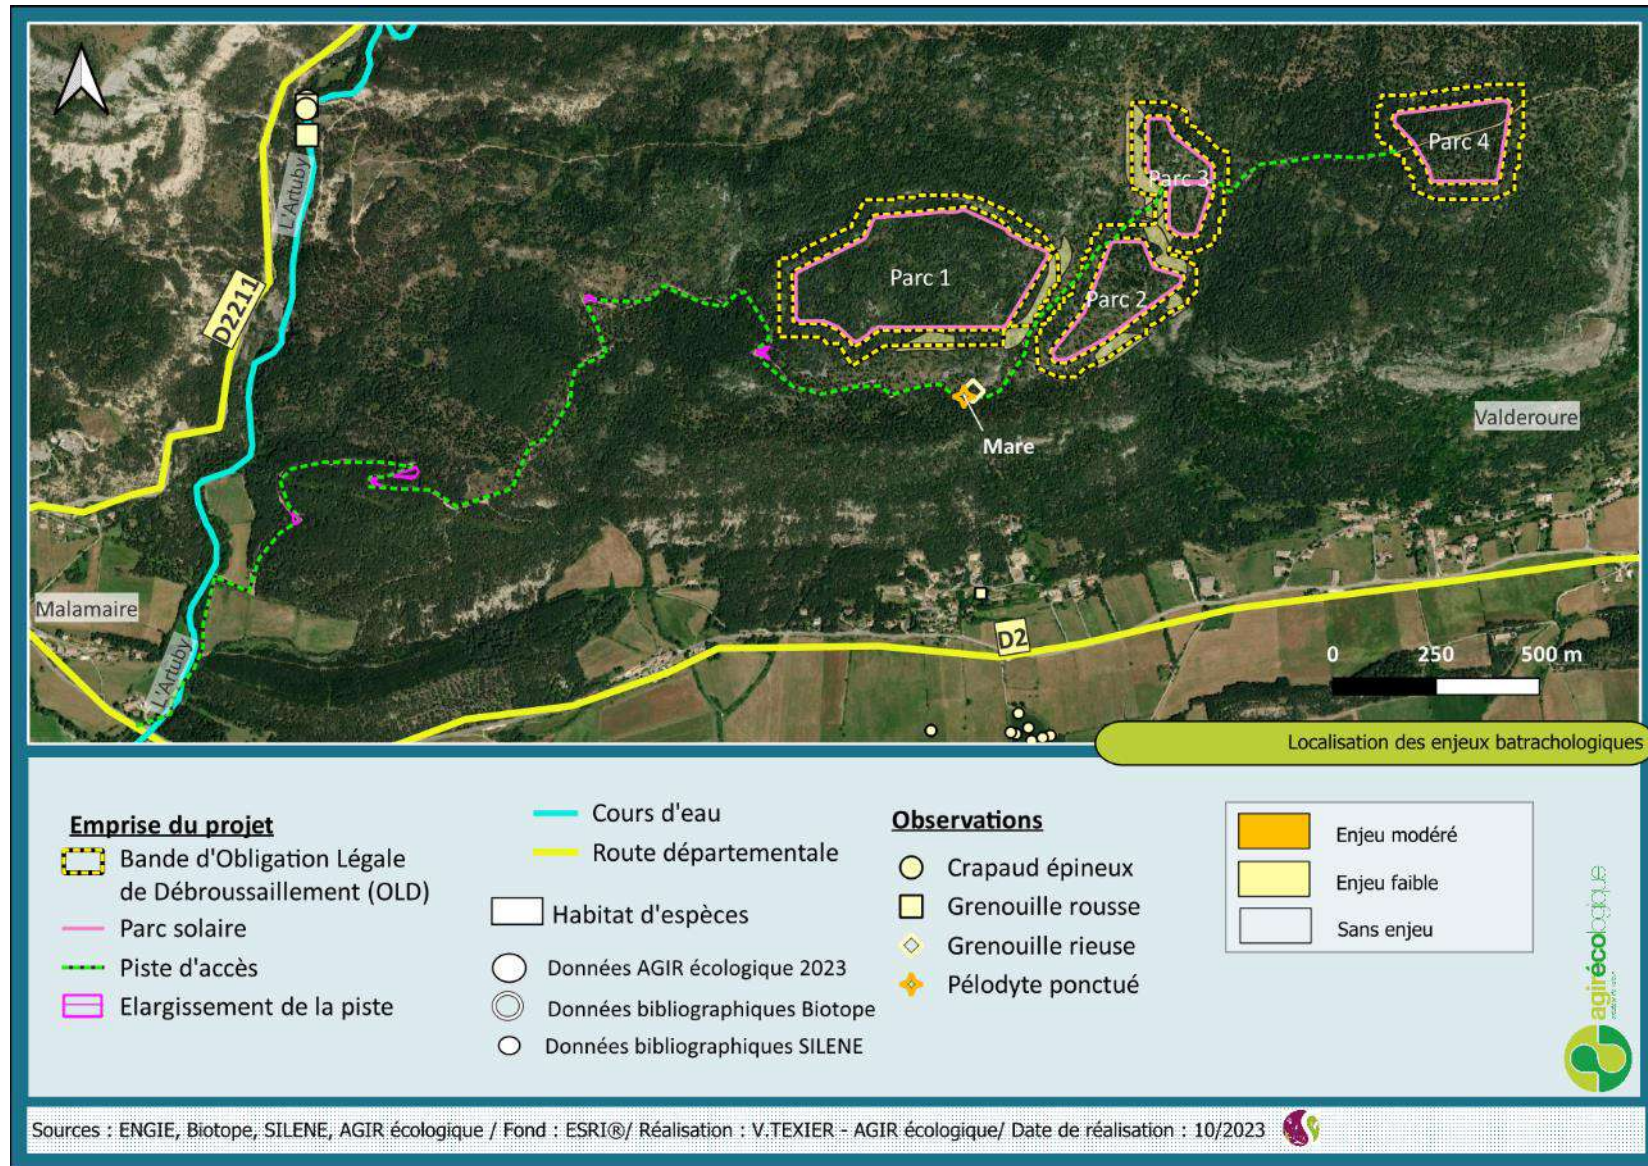 L'Artuby
D2211
Parc 1
Parc 2
Parc 3
Parc 4
Mare
Valderoure
Malamaire
L'Artuby
D2
0 250 500 m
Localisation des enjeux batrachologiques
Emprise du projet
Bande d'Obligation Légale
de Débroussaillement (OLD)
Parc solaire
Piste d'accès
Elargissement de la piste
Cours d'eau
Route départementale
Habitat d'espèces
Données AGIR écologique 2023
Données bibliographiques Biotope
Données bibliographiques SILENE
Observations
Crapaud épineux
Grenouille rousse
Grenouille rieuse
Pélodyte ponctué
Enjeu modéré
Enjeu faible
Sans enjeu
agirécologique
Sources : ENGIE, Biotope, SILENE, AGIR écologique / Fond : ESRI®/ Réalisation : V.TEXIER - AGIR écologique/ Date de réalisation : 10/2023